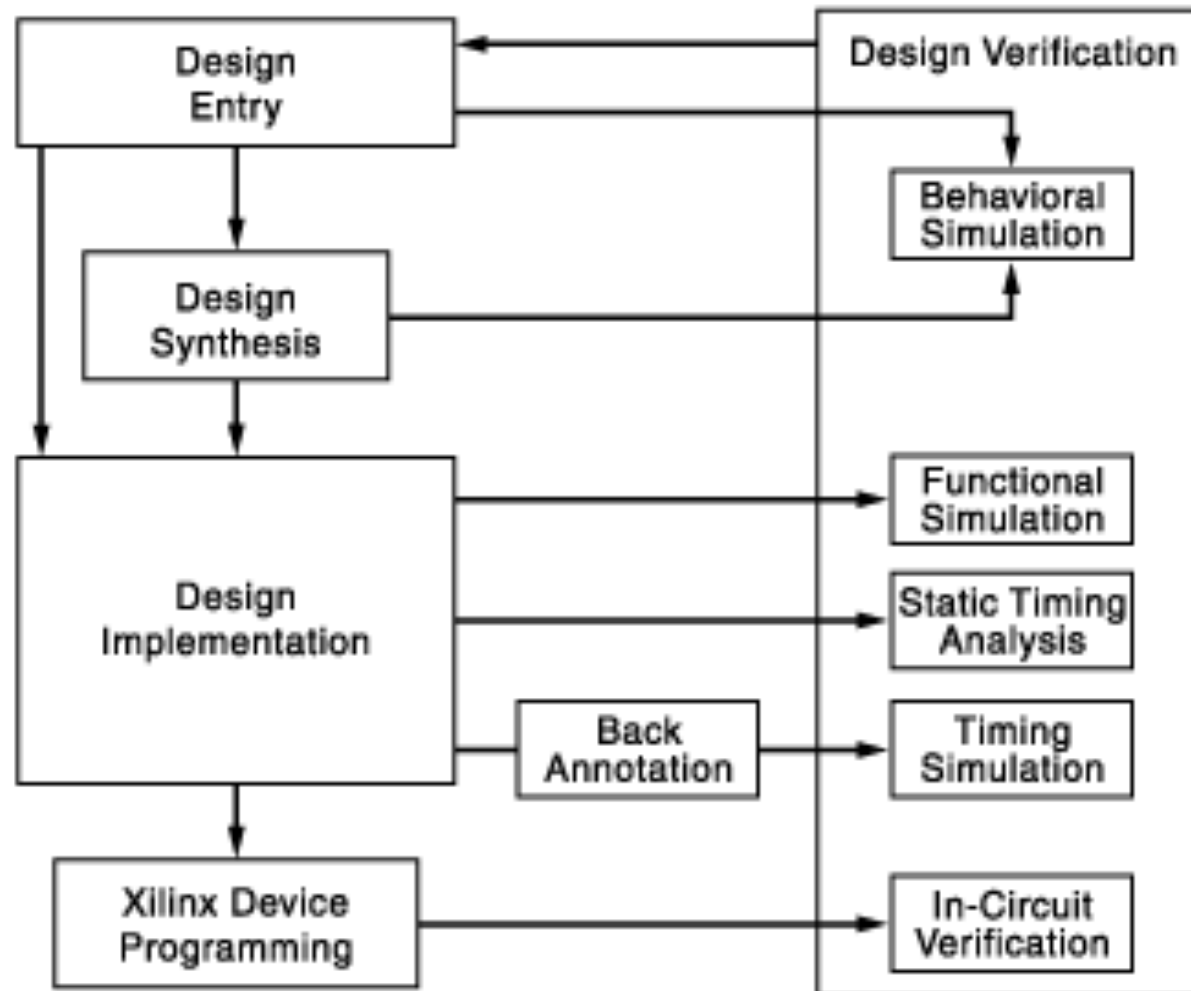 Design
Entry
Design Verification
Behavioral
Simulation
Design
Synthesis
Functional
Simulation
Design
Implementation
Static Timing
Analysis
Back
Annotation
Timing
Simulation
Xilinx Device
Programming
In-Circuit
Verification